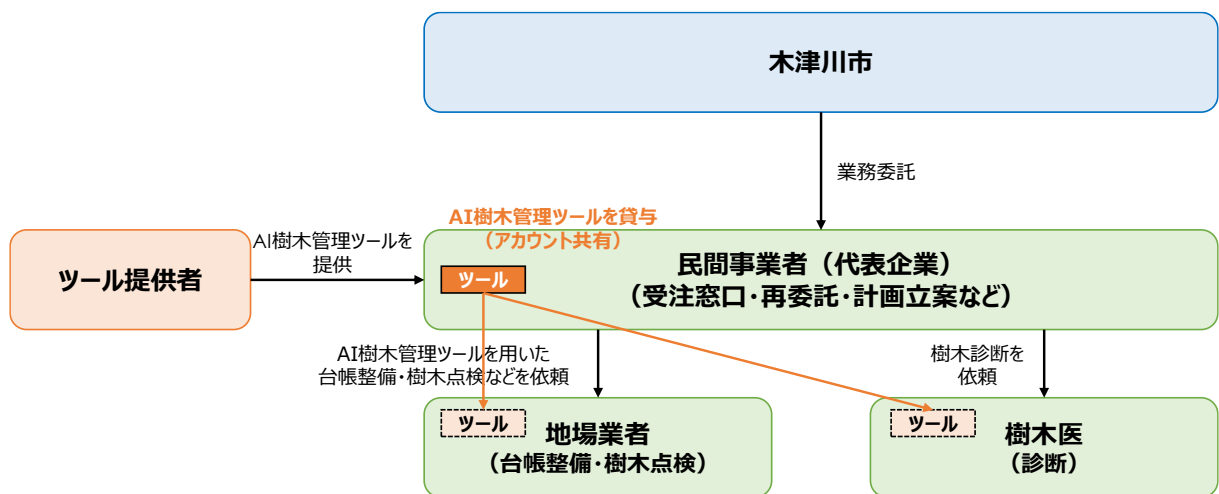 木津川市
業務委託
AI樹木管理ツールを貸与
（アカウント共有）
AI樹木管理ツールを
提供
ツール提供者
民間事業者（代表企業）
（受注窓口・再委託・計画立案など）
ツール
AI樹木管理ツールを用いた
台帳整備・樹木点検などを依頼
樹木診断を
依頼
ツール
地場業者
（台帳整備・樹木点検）
ツール
樹木医
（診断）